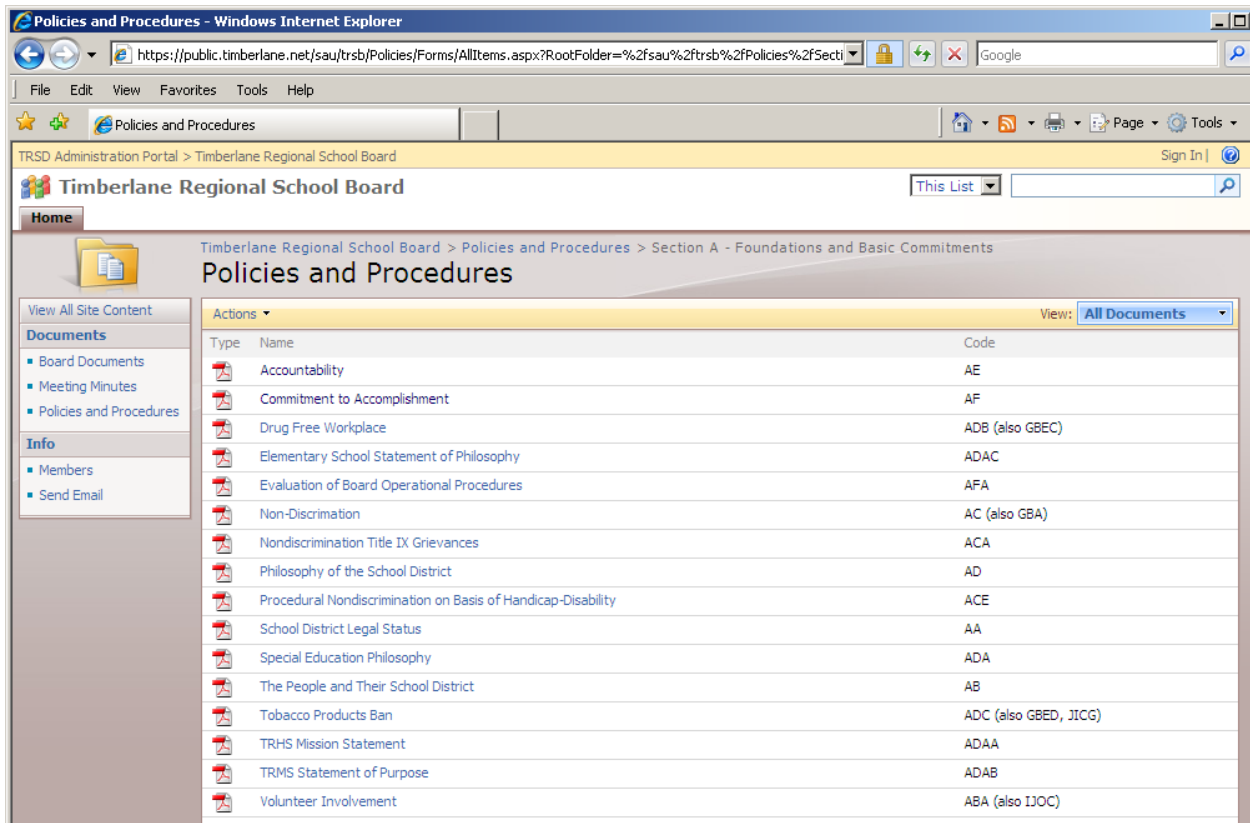 Policies and Procedures - Windows Internet Explorer
https://public.timberlane.net/sau/trsb/Policies/Forms/AllItems.aspx?RootFolder=%2fsau%2ftrsb%2fPolicies%2fSecti
Google
File Edit View Favorites Tools Help
Policies and Procedures
Page Tools
TRSD Administration Portal > Timberlane Regional School Board
Sign In |
Timberlane Regional School Board
This List
Home
Timberlane Regional School Board > Policies and Procedures > Section A - Foundations and Basic Commitments
Policies and Procedures
View All Site Content
Documents
Board Documents
Meeting Minutes
Policies and Procedures
Info
Members
Send Email
Actions View: All Documents
Type Name Code
Accountability AE
Commitment to Accomplishment AF
Drug Free Workplace ADB (also GBEC)
Elementary School Statement of Philosophy ADAC
Evaluation of Board Operational Procedures AFA
Non-Discrimation AC (also GBA)
Nondiscrimination Title IX Grievances ACA
Philosophy of the School District AD
Procedural Nondiscrimination on Basis of Handicap-Disability ACE
School District Legal Status AA
Special Education Philosophy ADA
The People and Their School District AB
Tobacco Products Ban ADC (also GBED, JICG)
TRHS Mission Statement ADAA
TRMS Statement of Purpose ADAB
Volunteer Involvement ABA (also IJOC)